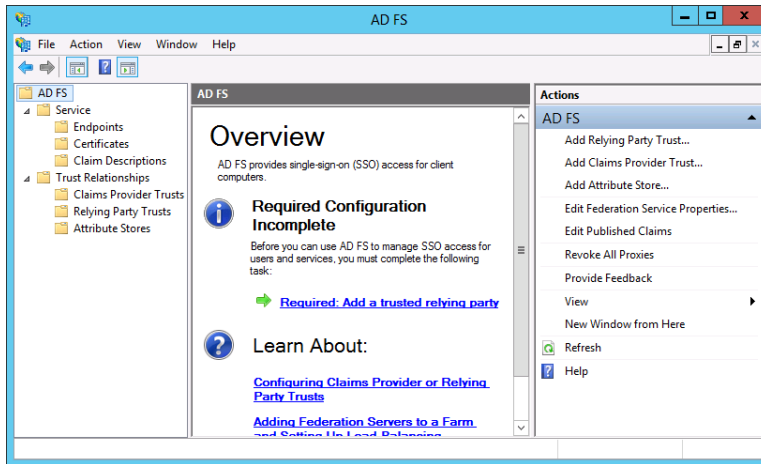 AD FS
File Action View Window Help
AD FS
Service
Endpoints
Certificates
Claim Descriptions
Trust Relationships
Claims Provider Trusts
Relying Party Trusts
Attribute Stores
AD FS
Overview
AD FS provides single-sign-on (SSO) access for client
computers.
Required Configuration
Incomplete
Before you can use AD FS to manage SSO access for
users and services, you must complete the following
task:
Required: Add a trusted relying party
Learn About:
Configuring Claims Provider or Relying
Party Trusts
Adding Federation Servers to a Farm
and Setting Up Load Balancing
Actions
AD FS
Add Relying Party Trust...
Add Claims Provider Trust...
Add Attribute Store...
Edit Federation Service Properties...
Edit Published Claims
Revoke All Proxies
Provide Feedback
View
New Window from Here
Refresh
Help